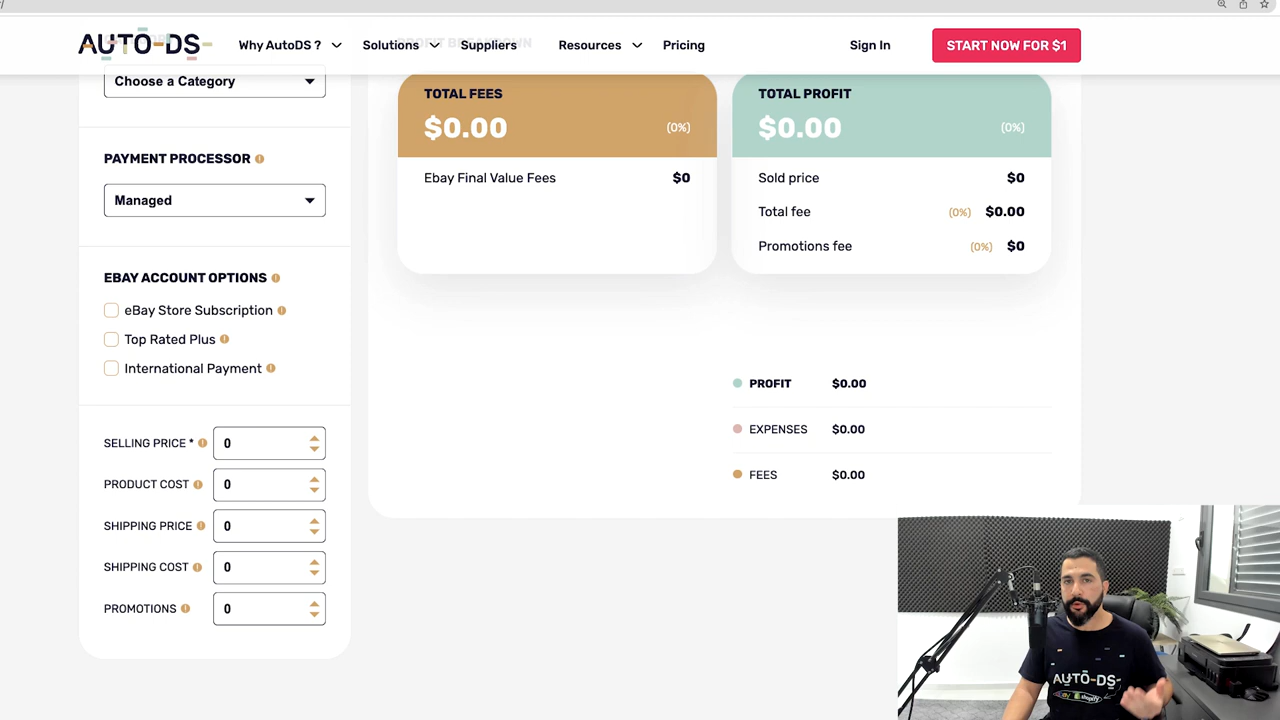 AUTO-DS
Why AutoDS ?
Solutions
Suppliers
Resources
Pricing
Sign In
START NOW FOR $1
PROFIT BREAKDOWN
Choose a Category
PAYMENT PROCESSOR
Managed
EBAY ACCOUNT OPTIONS
eBay Store Subscription
Top Rated Plus
International Payment
SELLING PRICE * 0
PRODUCT COST 0
SHIPPING PRICE 0
SHIPPING COST 0
PROMOTIONS 0
TOTAL FEES
$0.00 (0%)
Ebay Final Value Fees $0
TOTAL PROFIT
$0.00 (0%)
Sold price $0
Total fee (0%) $0.00
Promotions fee (0%) $0
PROFIT $0.00
EXPENSES $0.00
FEES $0.00
AUTO-DS
shopify